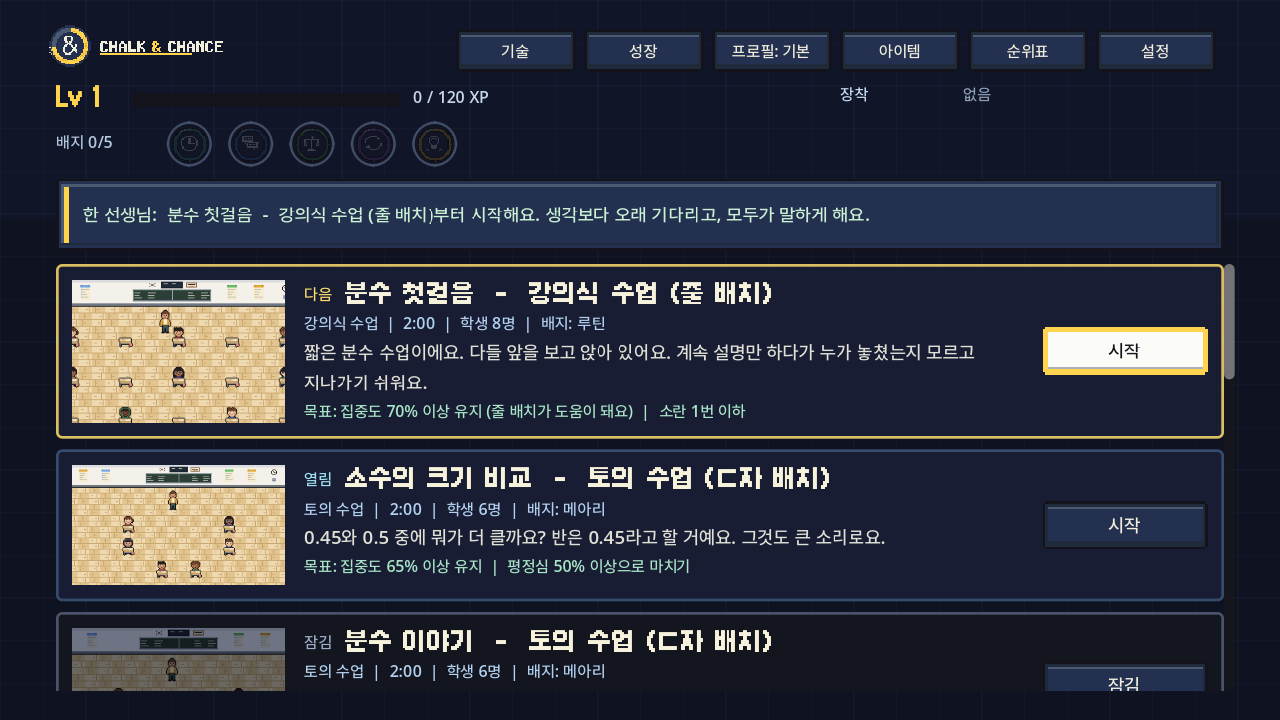 & CHALK & CHANCE
기술
성장
프로필: 기본
아이템
순위표
설정
Lv 1
0 / 120 XP
장착
없음
배지 0/5
한 선생님: 분수 첫걸음 - 강의식 수업 (줄 배치)부터 시작해요. 생각보다 오래 기다리고, 모두가 말하게 해요.
다음 분수 첫걸음 - 강의식 수업 (줄 배치)
강의식 수업 | 2:00 | 학생 8명 | 배지: 루틴
짧은 분수 수업이에요. 다들 앞을 보고 앉아 있어요. 계속 설명만 하다가 누가 놓쳤는지 모르고
지나가기 쉬워요.
목표: 집중도 70% 이상 유지 (줄 배치가 도움이 돼요) | 소란 1번 이하
시작
열림 소수의 크기 비교 - 토의 수업 (ㄷ자 배치)
토의 수업 | 2:00 | 학생 6명 | 배지: 메아리
0.45와 0.5 중에 뭐가 더 클까요? 반은 0.45라고 할 거예요. 그것도 큰 소리로요.
목표: 집중도 65% 이상 유지 | 평정심 50% 이상으로 마치기
시작
잠김 분수 이야기 - 토의 수업 (ㄷ자 배치)
토의 수업 | 2:00 | 학생 6명 | 배지: 메아리
잠김